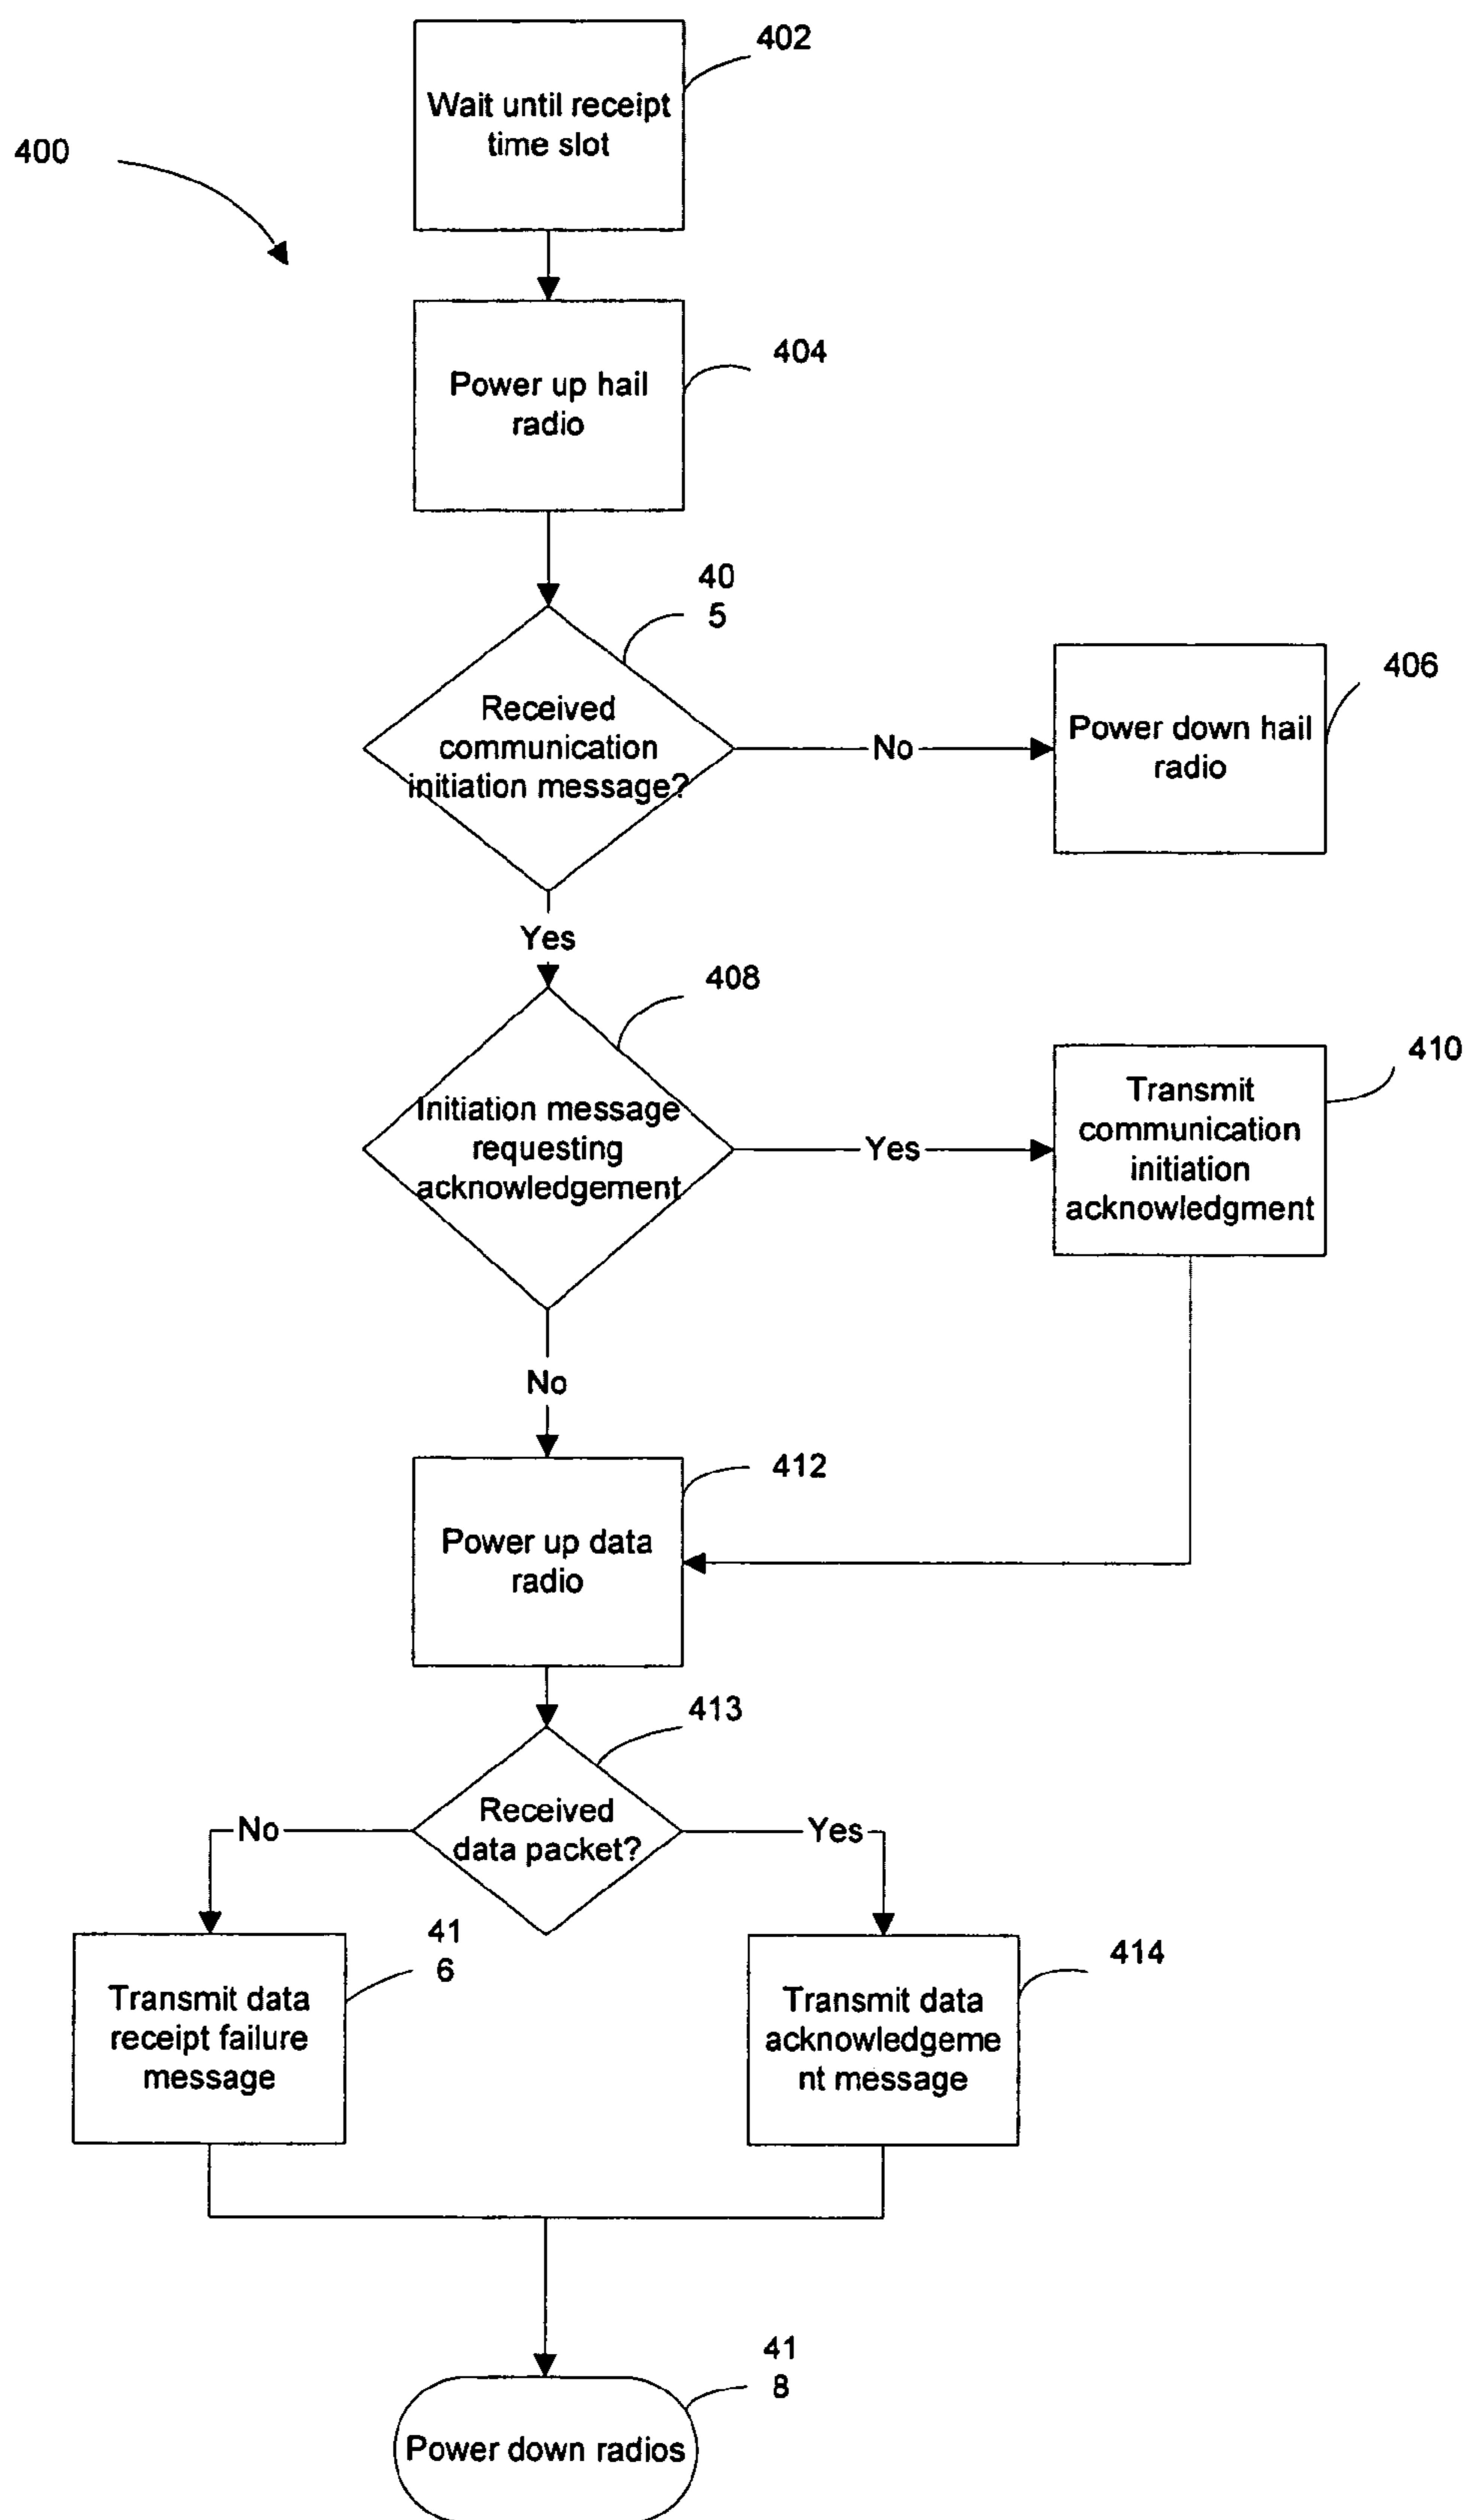 402
Wait until receipt
time slot
400
404
Power up hail
radio
40
5
Received
communication
initiation message?
No
406
Power down hail
radio
Yes
408
Initiation message
requesting
acknowledgement
Yes
410
Transmit
communication
initiation
acknowledgment
No
412
Power up data
radio
413
Received
data packet?
No
Yes
41
6
Transmit data
receipt failure
message
414
Transmit data
acknowledgeme
nt message
41
8
Power down radios